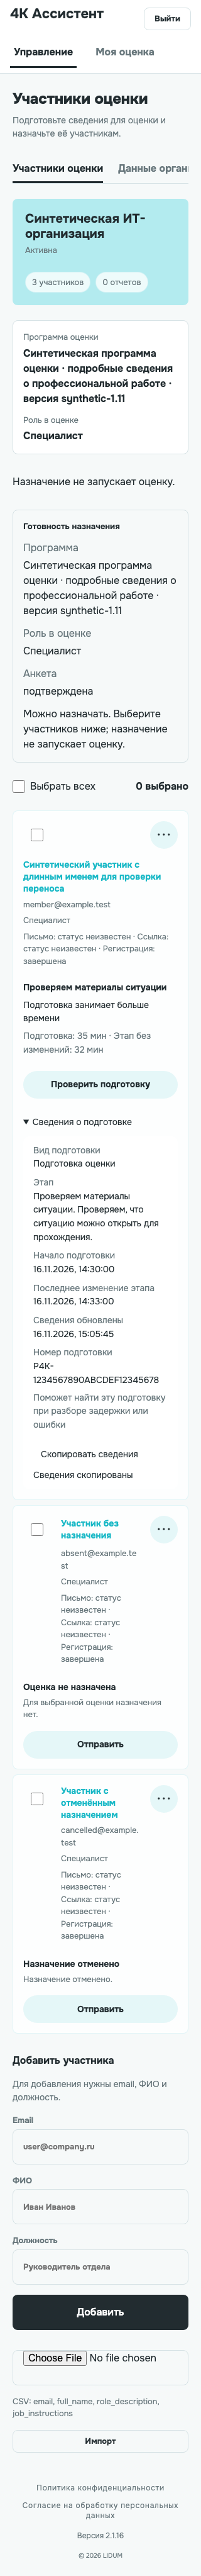 4К Ассистент
Выйти
Управление
Моя оценка
Участники оценки
Подготовьте сведения для оценки и
назначьте её участникам.
Участники оценки
Данные орган
Синтетическая ИТ-
организация
Активна
3 участников
0 отчетов
Программа оценки
Синтетическая программа
оценки · подробные сведения
о профессиональной работе ·
версия synthetic-1.11
Роль в оценке
Специалист
Назначение не запускает оценку.
Готовность назначения
Программа
Синтетическая программа
оценки · подробные сведения о
профессиональной работе ·
версия synthetic-1.11
Роль в оценке
Специалист
Анкета
подтверждена
Можно назначать. Выберите
участников ниже; назначение
не запускает оценку.
Выбрать всех
0 выбрано
Синтетический участник с
длинным именем для проверки
переноса
member@example.test
Специалист
Письмо: статус неизвестен · Ссылка:
статус неизвестен · Регистрация:
завершена
Проверяем материалы ситуации
Подготовка занимает больше
времени
Подготовка: 35 мин · Этап без
изменений: 32 мин
Проверить подготовку
▼ Сведения о подготовке
Вид подготовки
Подготовка оценки
Этап
Проверяем материалы
ситуации. Проверяем, что
ситуацию можно открыть для
прохождения.
Начало подготовки
16.11.2026, 14:30:00
Последнее изменение этапа
16.11.2026, 14:33:00
Сведения обновлены
16.11.2026, 15:05:45
Номер подготовки
P4K-
1234567890ABCDEF12345678
Поможет найти эту подготовку
при разборе задержки или
ошибки
Скопировать сведения
Сведения скопированы
Участник без
назначения
absent@example.te
st
Специалист
Письмо: статус
неизвестен ·
Ссылка: статус
неизвестен ·
Регистрация:
завершена
Оценка не назначена
Для выбранной оценки назначения
нет.
Отправить
Участник с
отменённым
назначением
cancelled@example.
test
Специалист
Письмо: статус
неизвестен ·
Ссылка: статус
неизвестен ·
Регистрация:
завершена
Назначение отменено
Назначение отменено.
Отправить
Добавить участника
Для добавления нужны email, ФИО и
должность.
Email
user@company.ru
ФИО
Иван Иванов
Должность
Руководитель отдела
Добавить
Choose File No file chosen
CSV: email, full_name, role_description,
job_instructions
Импорт
Политика конфиденциальности
Согласие на обработку персональных
данных
Версия 2.1.16
© 2026 LIDUM